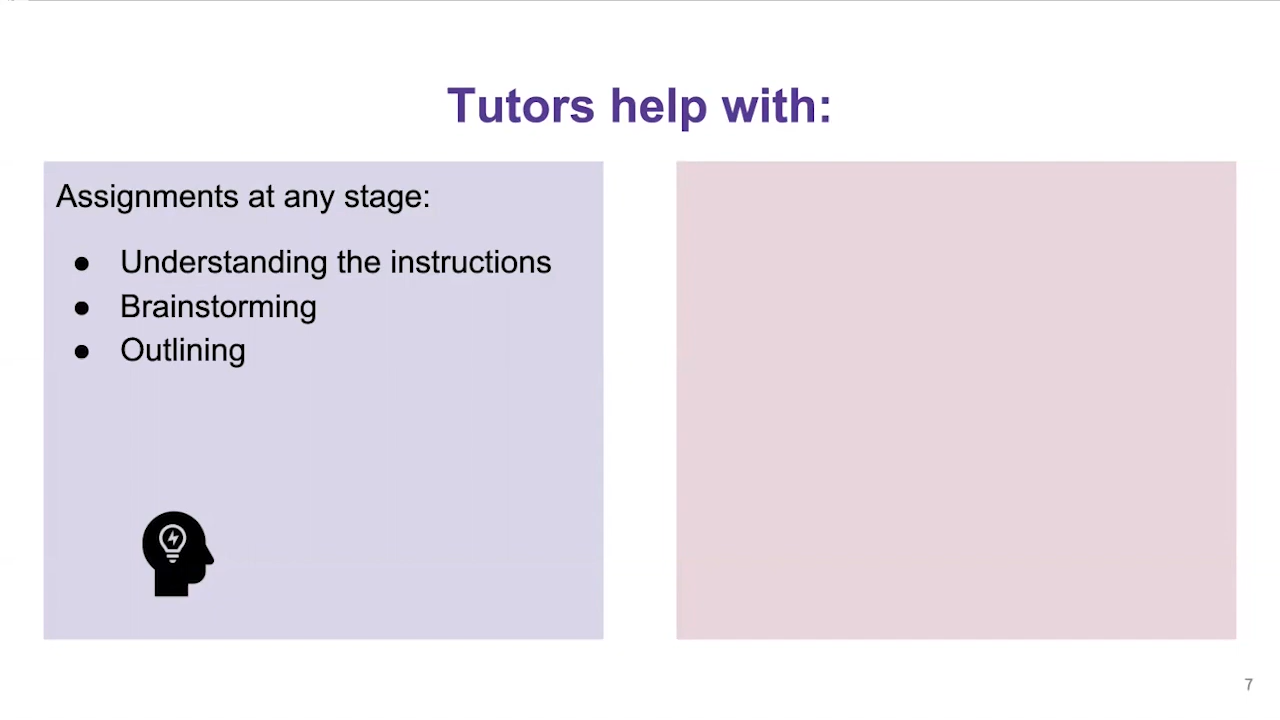 Tutors help with:
Assignments at any stage:
● Understanding the instructions
● Brainstorming
● Outlining
7